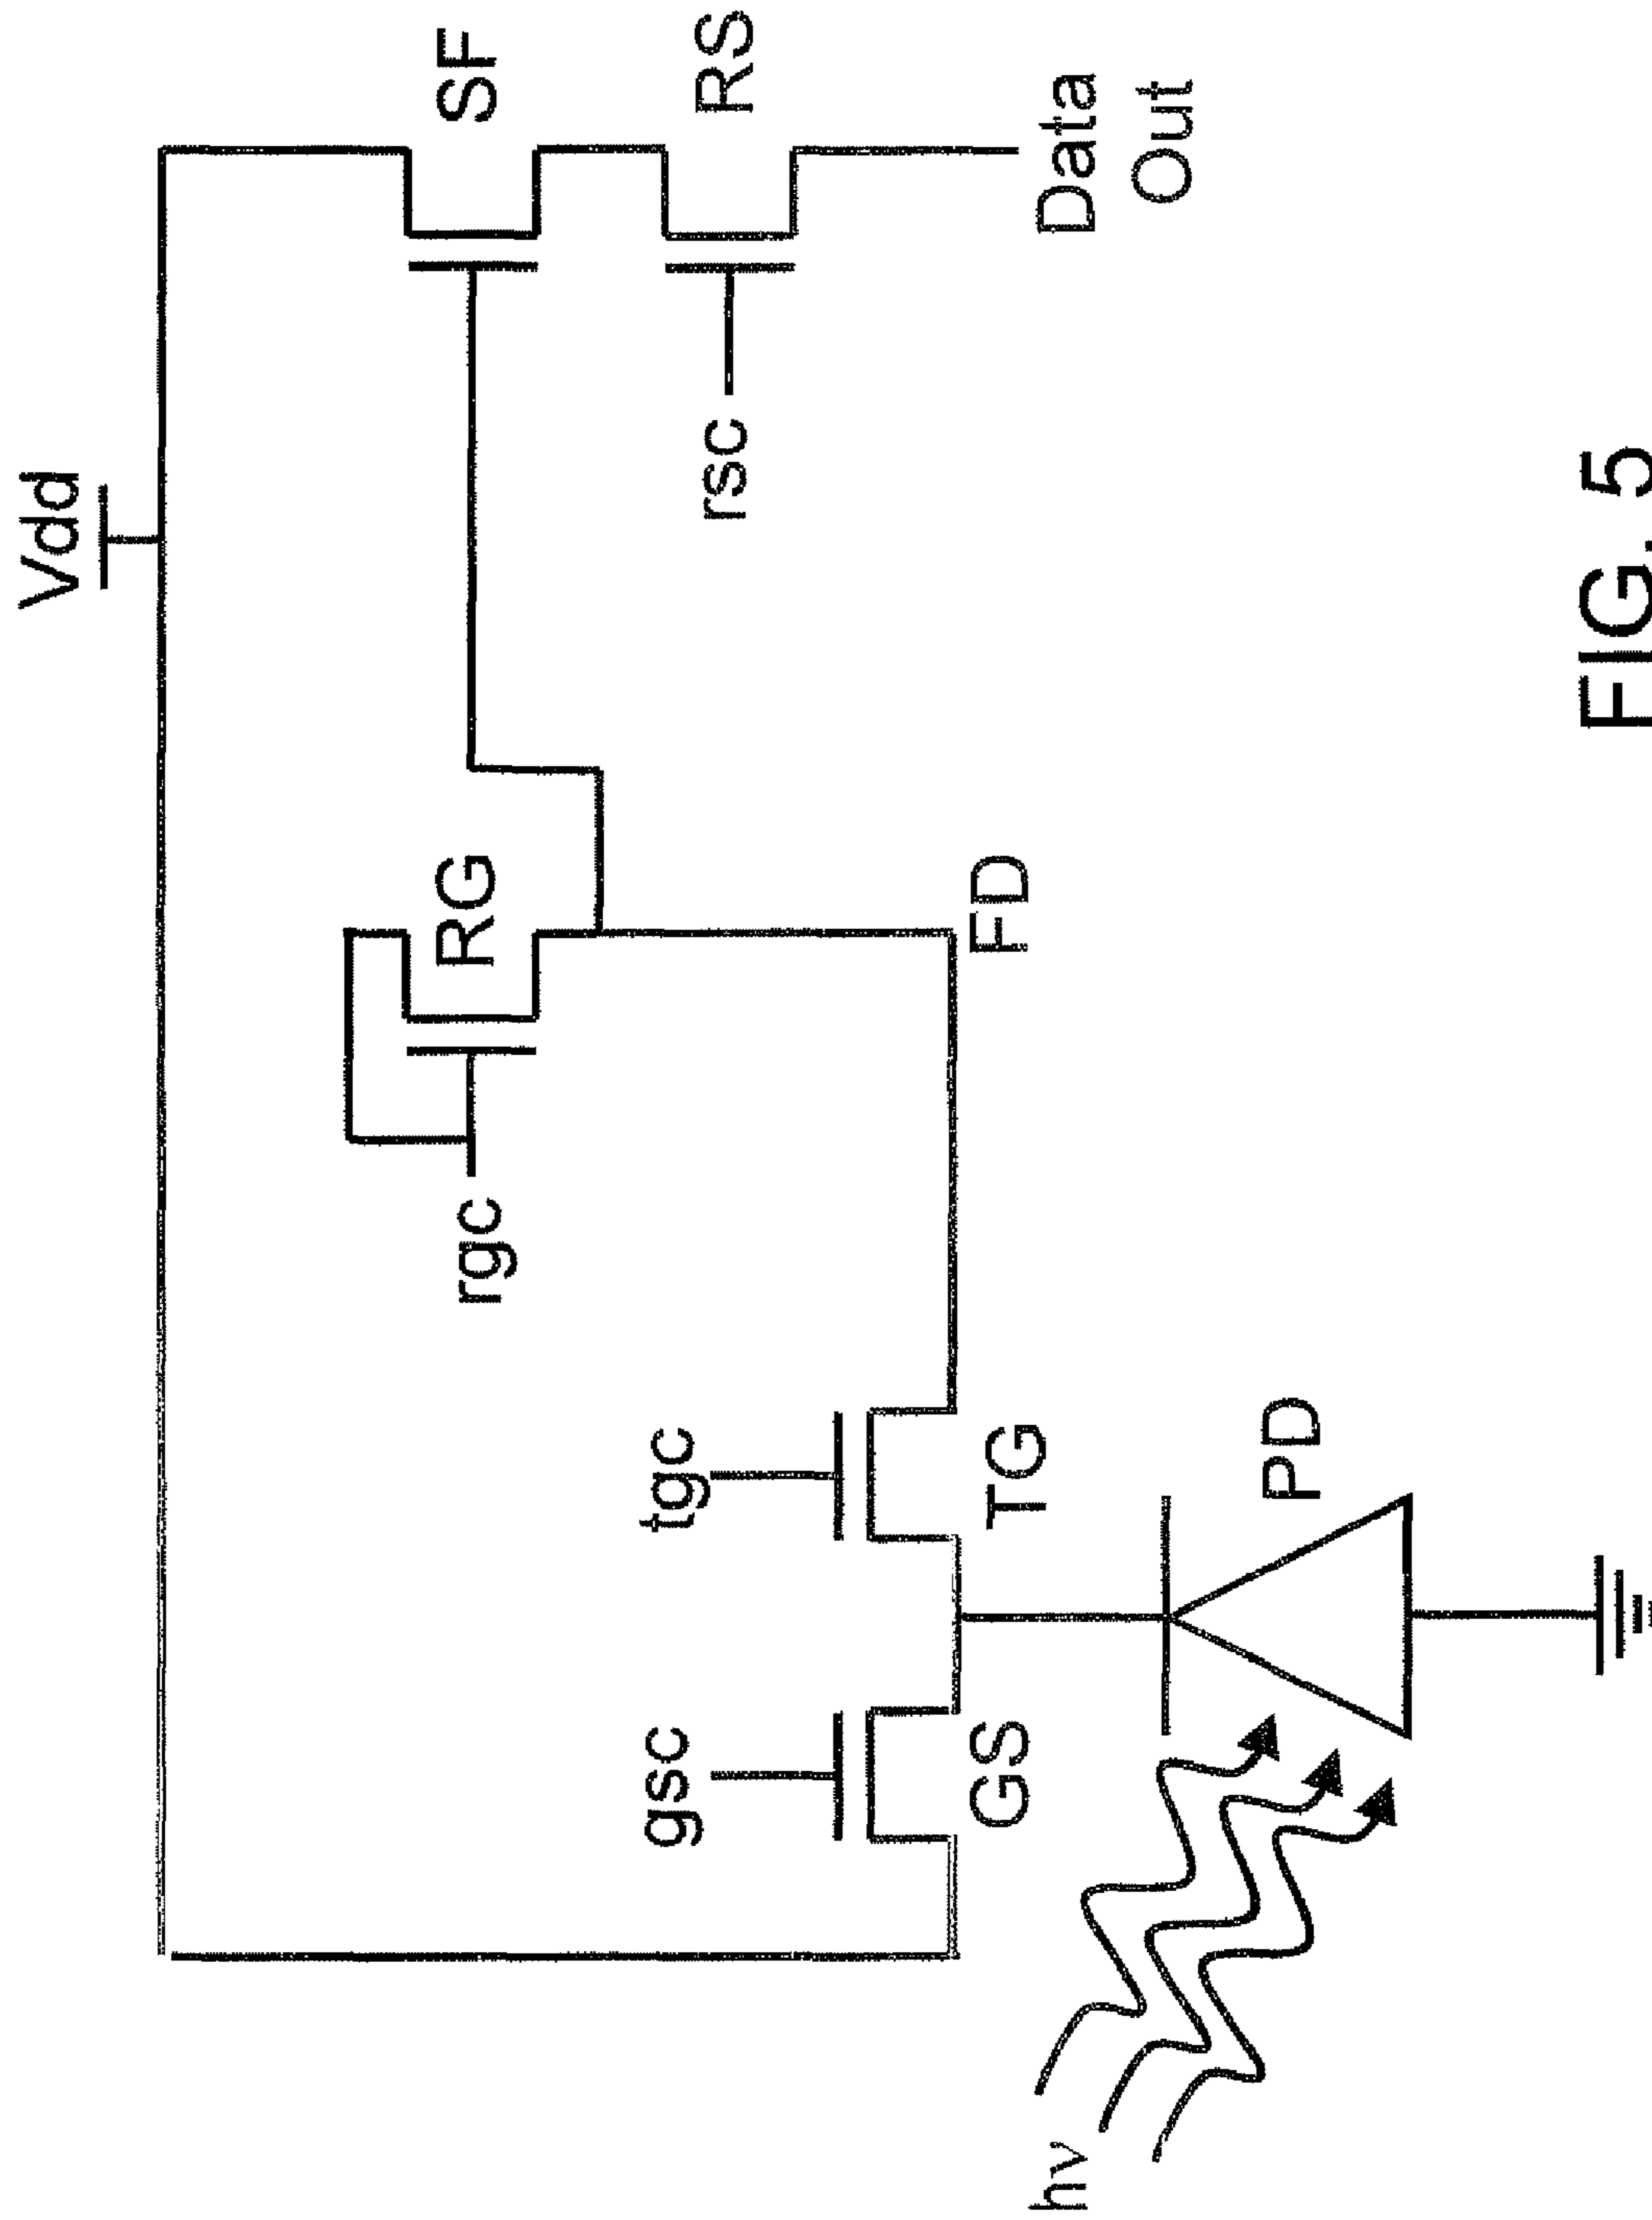 Vdd
SF
RG
rgc
RS
rsc
tgc
gsc
Data
Out
FD
TG
GS
PD
hν
FIG. 5